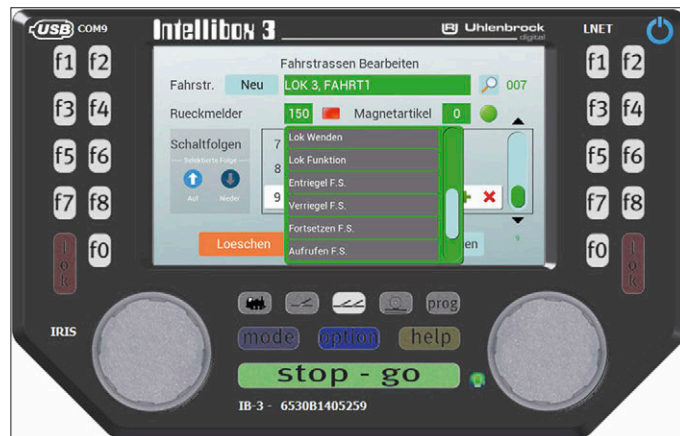 USB COM9
Intellibox 3
Uhlenbrock
digital
LNET
f1 f2
f3 f4
f5 f6
f7 f8
lok f0
Fahrstrassen Bearbeiten
Fahrstr. Neu LOK 3, FAHRT1 007
Rueckmelder 150 Magnetartikel 0
Schaltfolgen
Selektierte Folge
Auf Nieder
7
8
9
Lok Wenden
Lok Funktion
Entriegel F.S.
Verriegel F.S.
Fortsetzen F.S.
Aufrufen F.S.
9
Loeschen
en
f1 f2
f3 f4
f5 f6
f7 f8
f0 lok
prog
IRIS
mode option help
stop - go
IB-3 - 6530B1405259